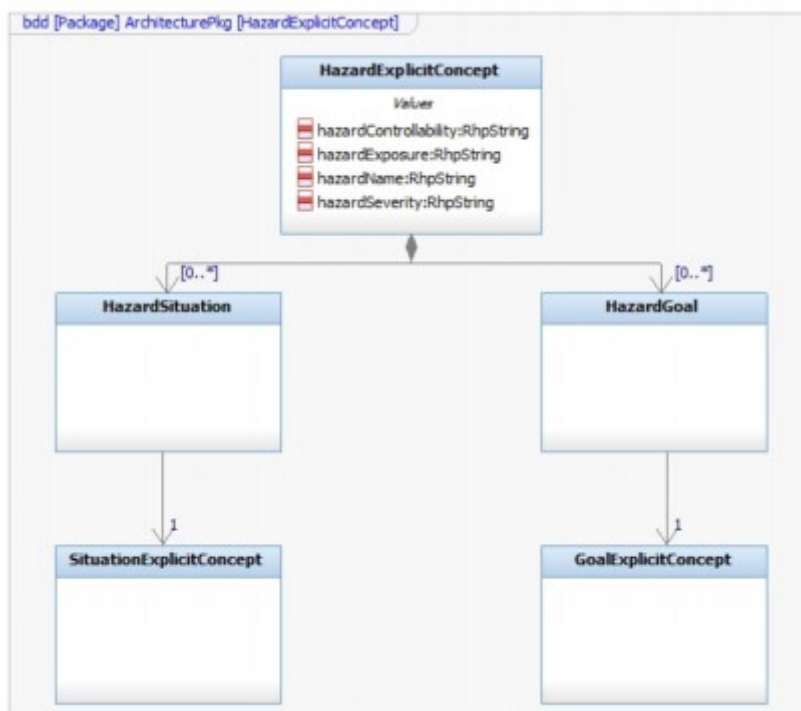 bdd [Package] ArchitecturePkg [HazardExplicitConcept]
HazardExplicitConcept
Values
hazardControllability:RhpString
hazardExposure:RhpString
hazardName:RhpString
hazardSeverity:RhpString
[0..*]
[0..*]
HazardSituation
HazardGoal
1
1
SituationExplicitConcept
GoalExplicitConcept